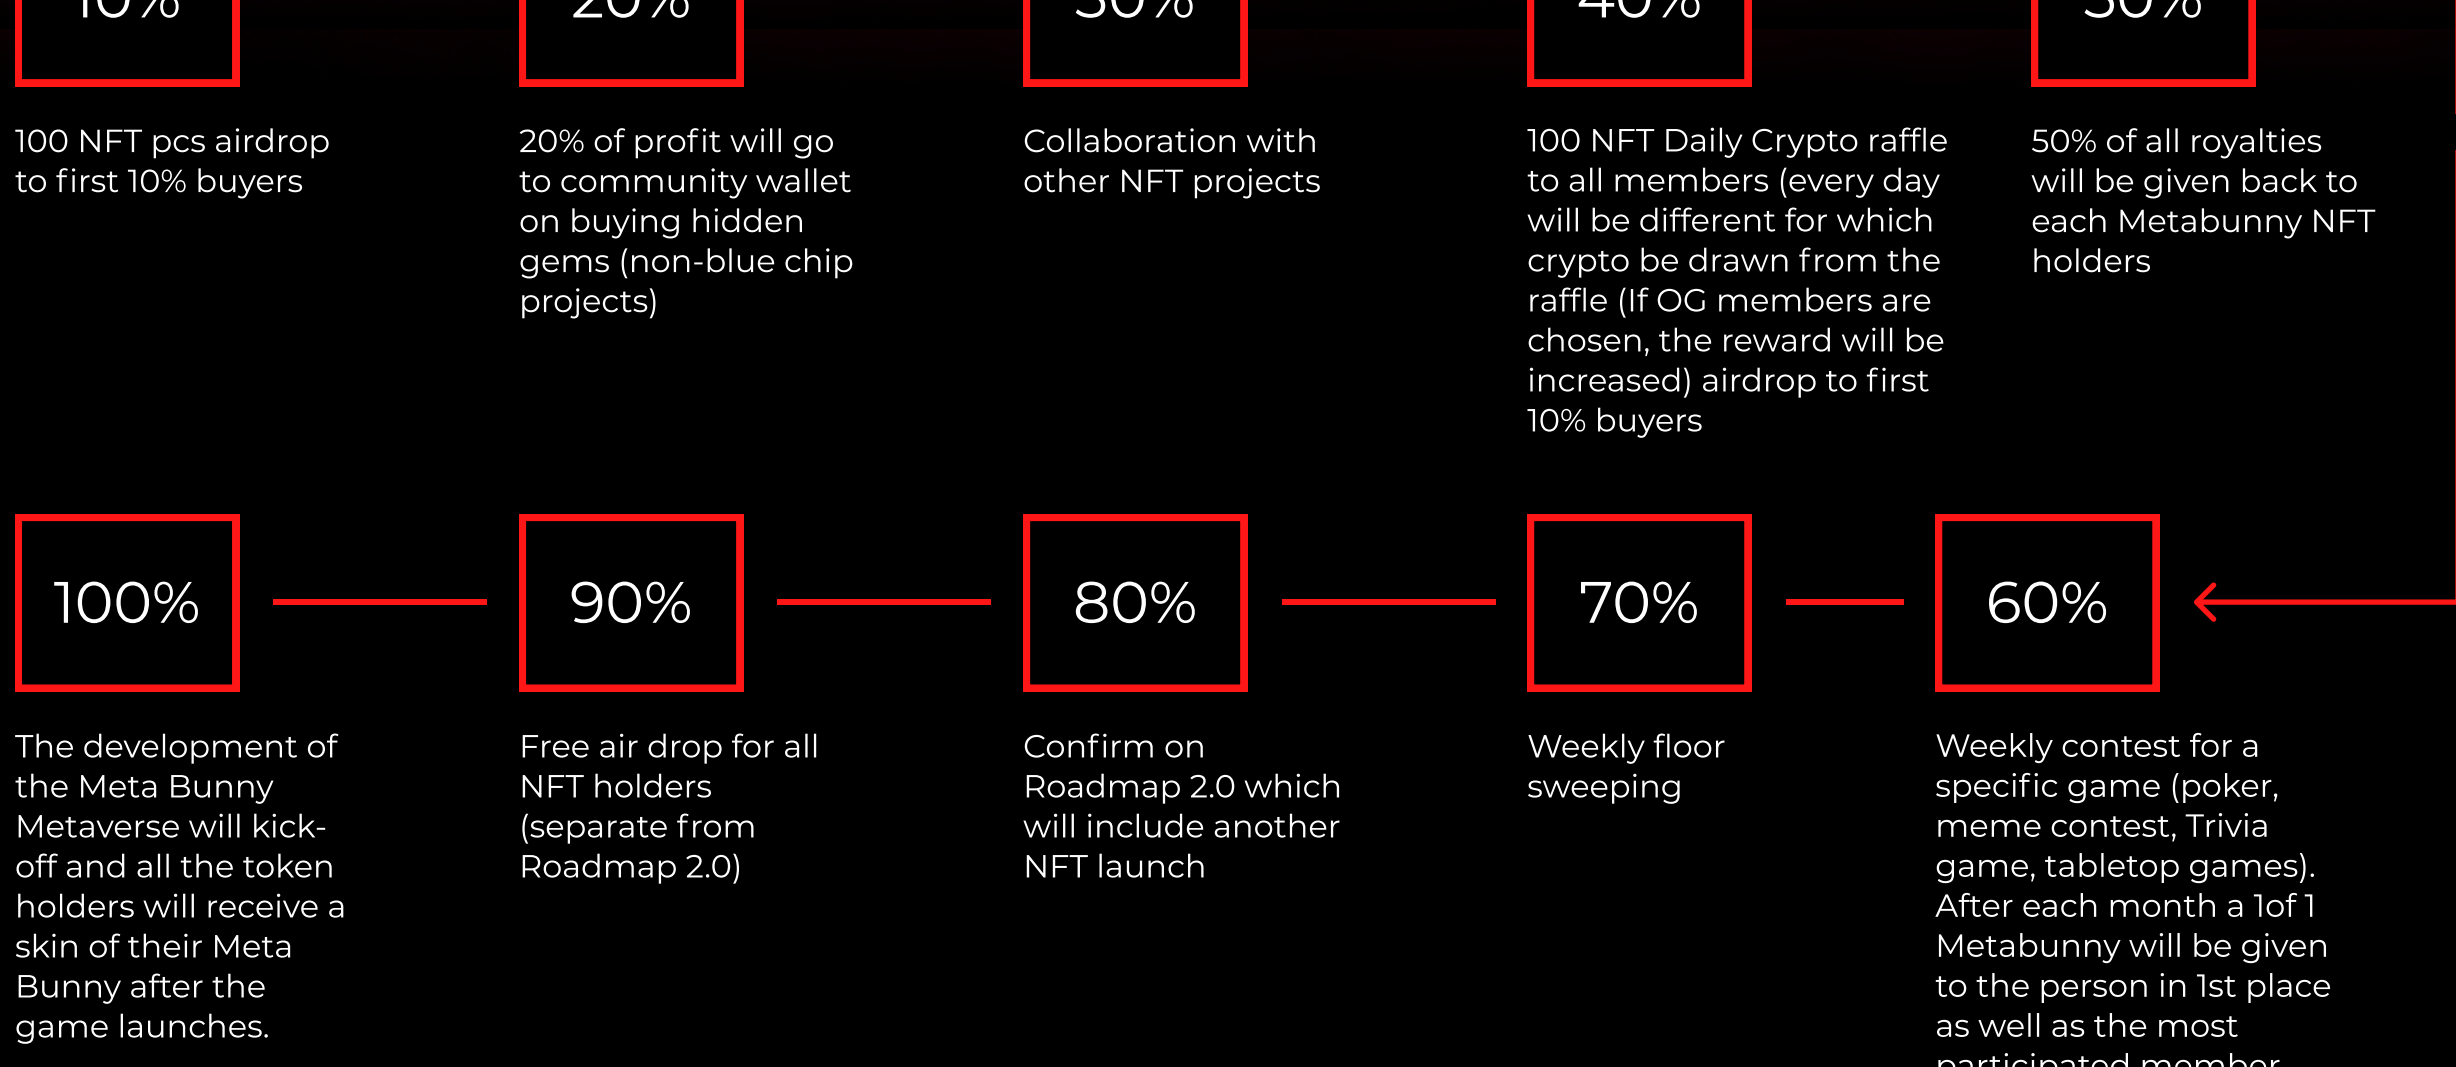 10%
20%
30%
40%
50%
100 NFT pcs airdrop
to first 10% buyers
20% of profit will go
to community wallet
on buying hidden
gems (non-blue chip
projects)
Collaboration with
other NFT projects
100 NFT Daily Crypto raffle
to all members (every day
will be different for which
crypto be drawn from the
raffle (If OG members are
chosen, the reward will be
increased) airdrop to first
10% buyers
50% of all royalties
will be given back to
each Metabunny NFT
holders
100%
90%
80%
70%
60%
The development of
the Meta Bunny
Metaverse will kick-
off and all the token
holders will receive a
skin of their Meta
Bunny after the
game launches.
Free air drop for all
NFT holders
(separate from
Roadmap 2.0)
Confirm on
Roadmap 2.0 which
will include another
NFT launch
Weekly floor
sweeping
Weekly contest for a
specific game (poker,
meme contest, Trivia
game, tabletop games).
After each month a 1of 1
Metabunny will be given
to the person in 1st place
as well as the most
participated member